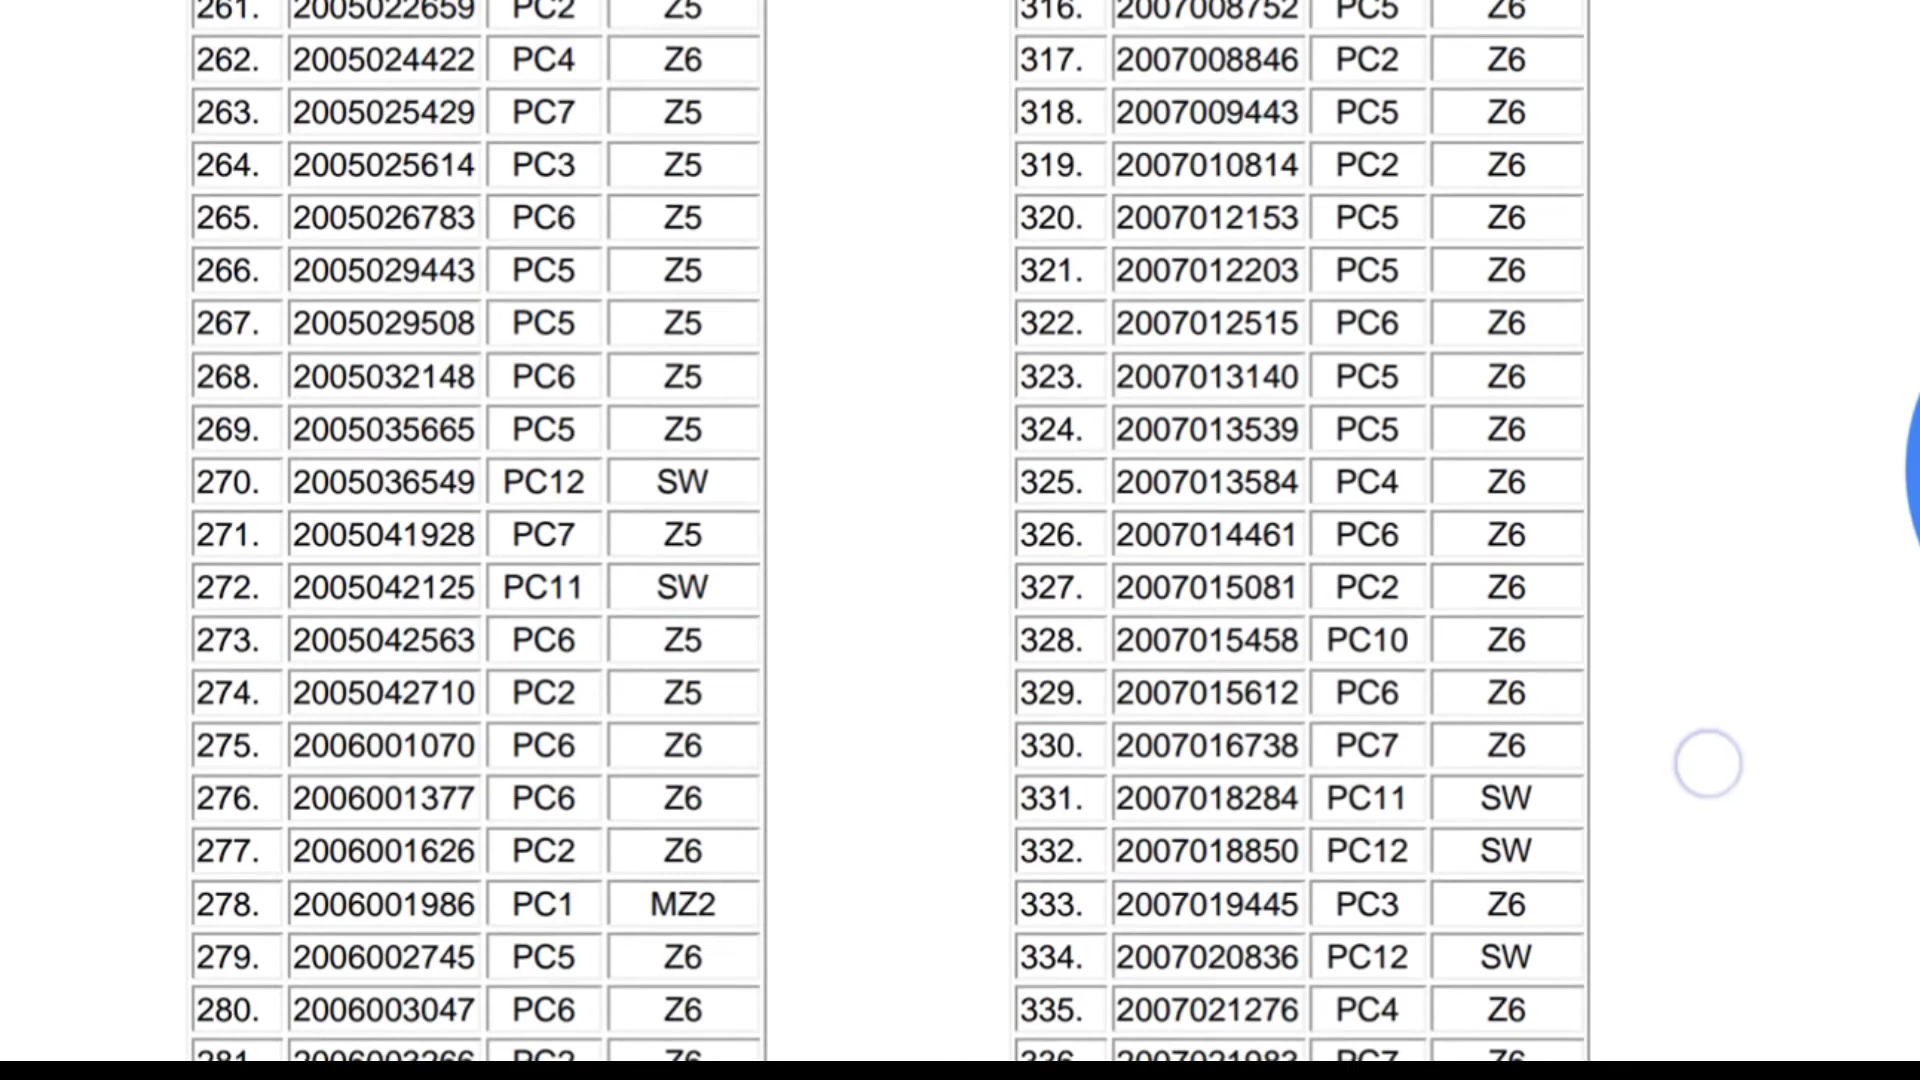 261. 2005022659 PC2 Z5
262. 2005024422 PC4 Z6
263. 2005025429 PC7 Z5
264. 2005025614 PC3 Z5
265. 2005026783 PC6 Z5
266. 2005029443 PC5 Z5
267. 2005029508 PC5 Z5
268. 2005032148 PC6 Z5
269. 2005035665 PC5 Z5
270. 2005036549 PC12 SW
271. 2005041928 PC7 Z5
272. 2005042125 PC11 SW
273. 2005042563 PC6 Z5
274. 2005042710 PC2 Z5
275. 2006001070 PC6 Z6
276. 2006001377 PC6 Z6
277. 2006001626 PC2 Z6
278. 2006001986 PC1 MZ2
279. 2006002745 PC5 Z6
280. 2006003047 PC6 Z6
316. 2007008752 PC5 Z6
317. 2007008846 PC2 Z6
318. 2007009443 PC5 Z6
319. 2007010814 PC2 Z6
320. 2007012153 PC5 Z6
321. 2007012203 PC5 Z6
322. 2007012515 PC6 Z6
323. 2007013140 PC5 Z6
324. 2007013539 PC5 Z6
325. 2007013584 PC4 Z6
326. 2007014461 PC6 Z6
327. 2007015081 PC2 Z6
328. 2007015458 PC10 Z6
329. 2007015612 PC6 Z6
330. 2007016738 PC7 Z6
331. 2007018284 PC11 SW
332. 2007018850 PC12 SW
333. 2007019445 PC3 Z6
334. 2007020836 PC12 SW
335. 2007021276 PC4 Z6